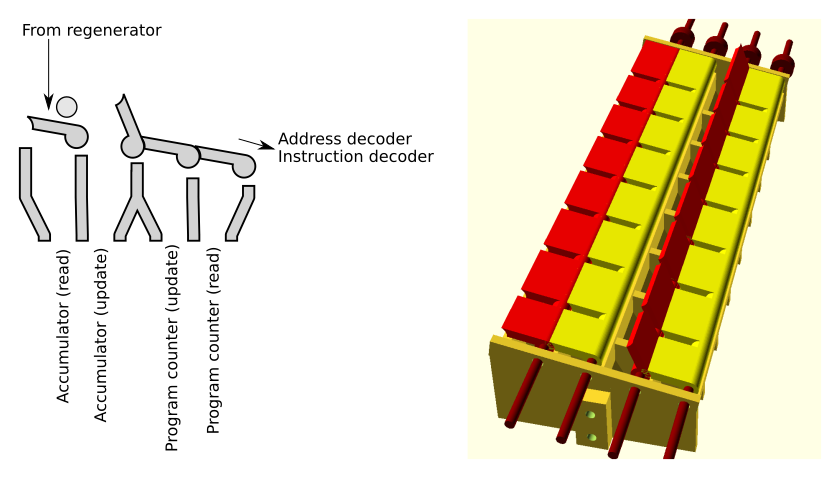 From regenerator
Address decoder
Instruction decoder
Accumulator (read)
Accumulator (update)
Program counter (update)
Program counter (read)